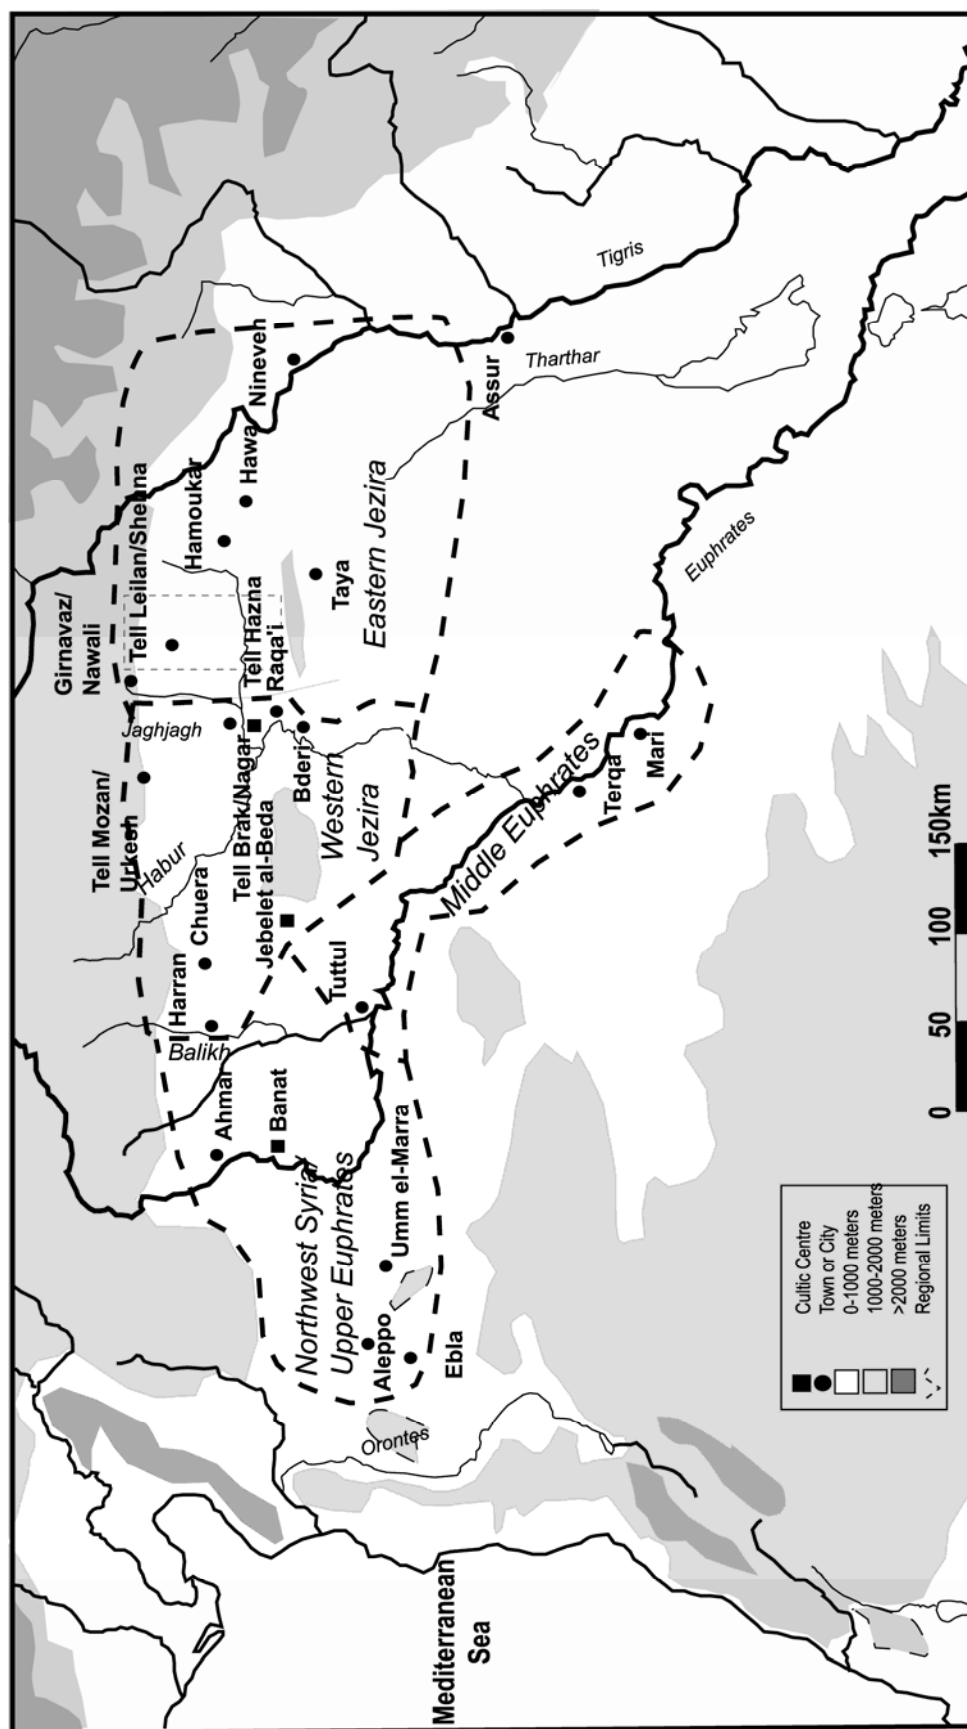 Girnavaz/
Nawali
Tell Mozan/
Urkesh
Jaghjagh
Tell Leilan/Shehna
Habur
Harran
Balikh
Chuera
Hamoukar
Hawa
Nineveh
Ahmar
Tell Brak/Nagar
Tell Hazna
Jebelet al-Beda
Raqa'i
Banat
Bderi
Taya
Northwest Syria/
Upper Euphrates
Western
Jezira
Eastern Jezira
Tuttul
Aleppo
Umm el-Marra
Ebla
Orontes
Assur
Tharthar
Tigris
Middle Euphrates
Terqa
Mari
Euphrates
Mediterranean
Sea
Cultic Centre
Town or City
0-1000 meters
1000-2000 meters
>2000 meters
Regional Limits
0 50 100 150km